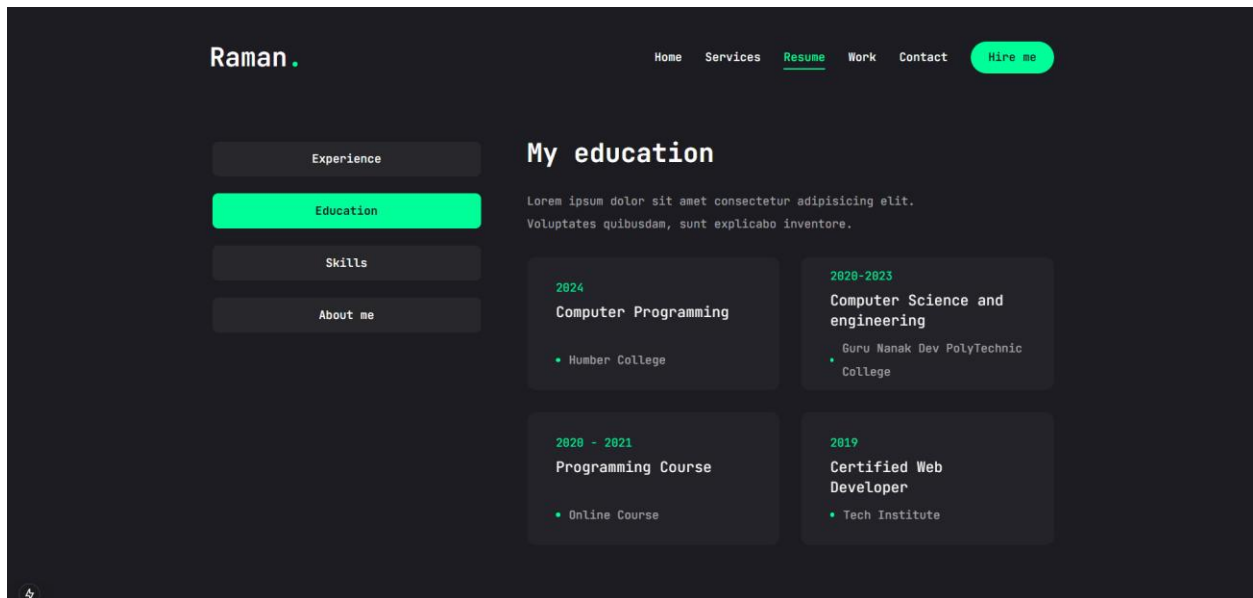 Raman.
Home Services Resume Work Contact Hire me
Experience
Education
Skills
About me
My education
Lorem ipsum dolor sit amet consectetur adipisicing elit.
Voluptates quibusdam, sunt explicabo inventore.
2024
Computer Programming
Humber College
2020-2023
Computer Science and
engineering
Guru Nanak Dev PolyTechnic
College
2020 - 2021
Programming Course
Online Course
2019
Certified Web
Developer
Tech Institute